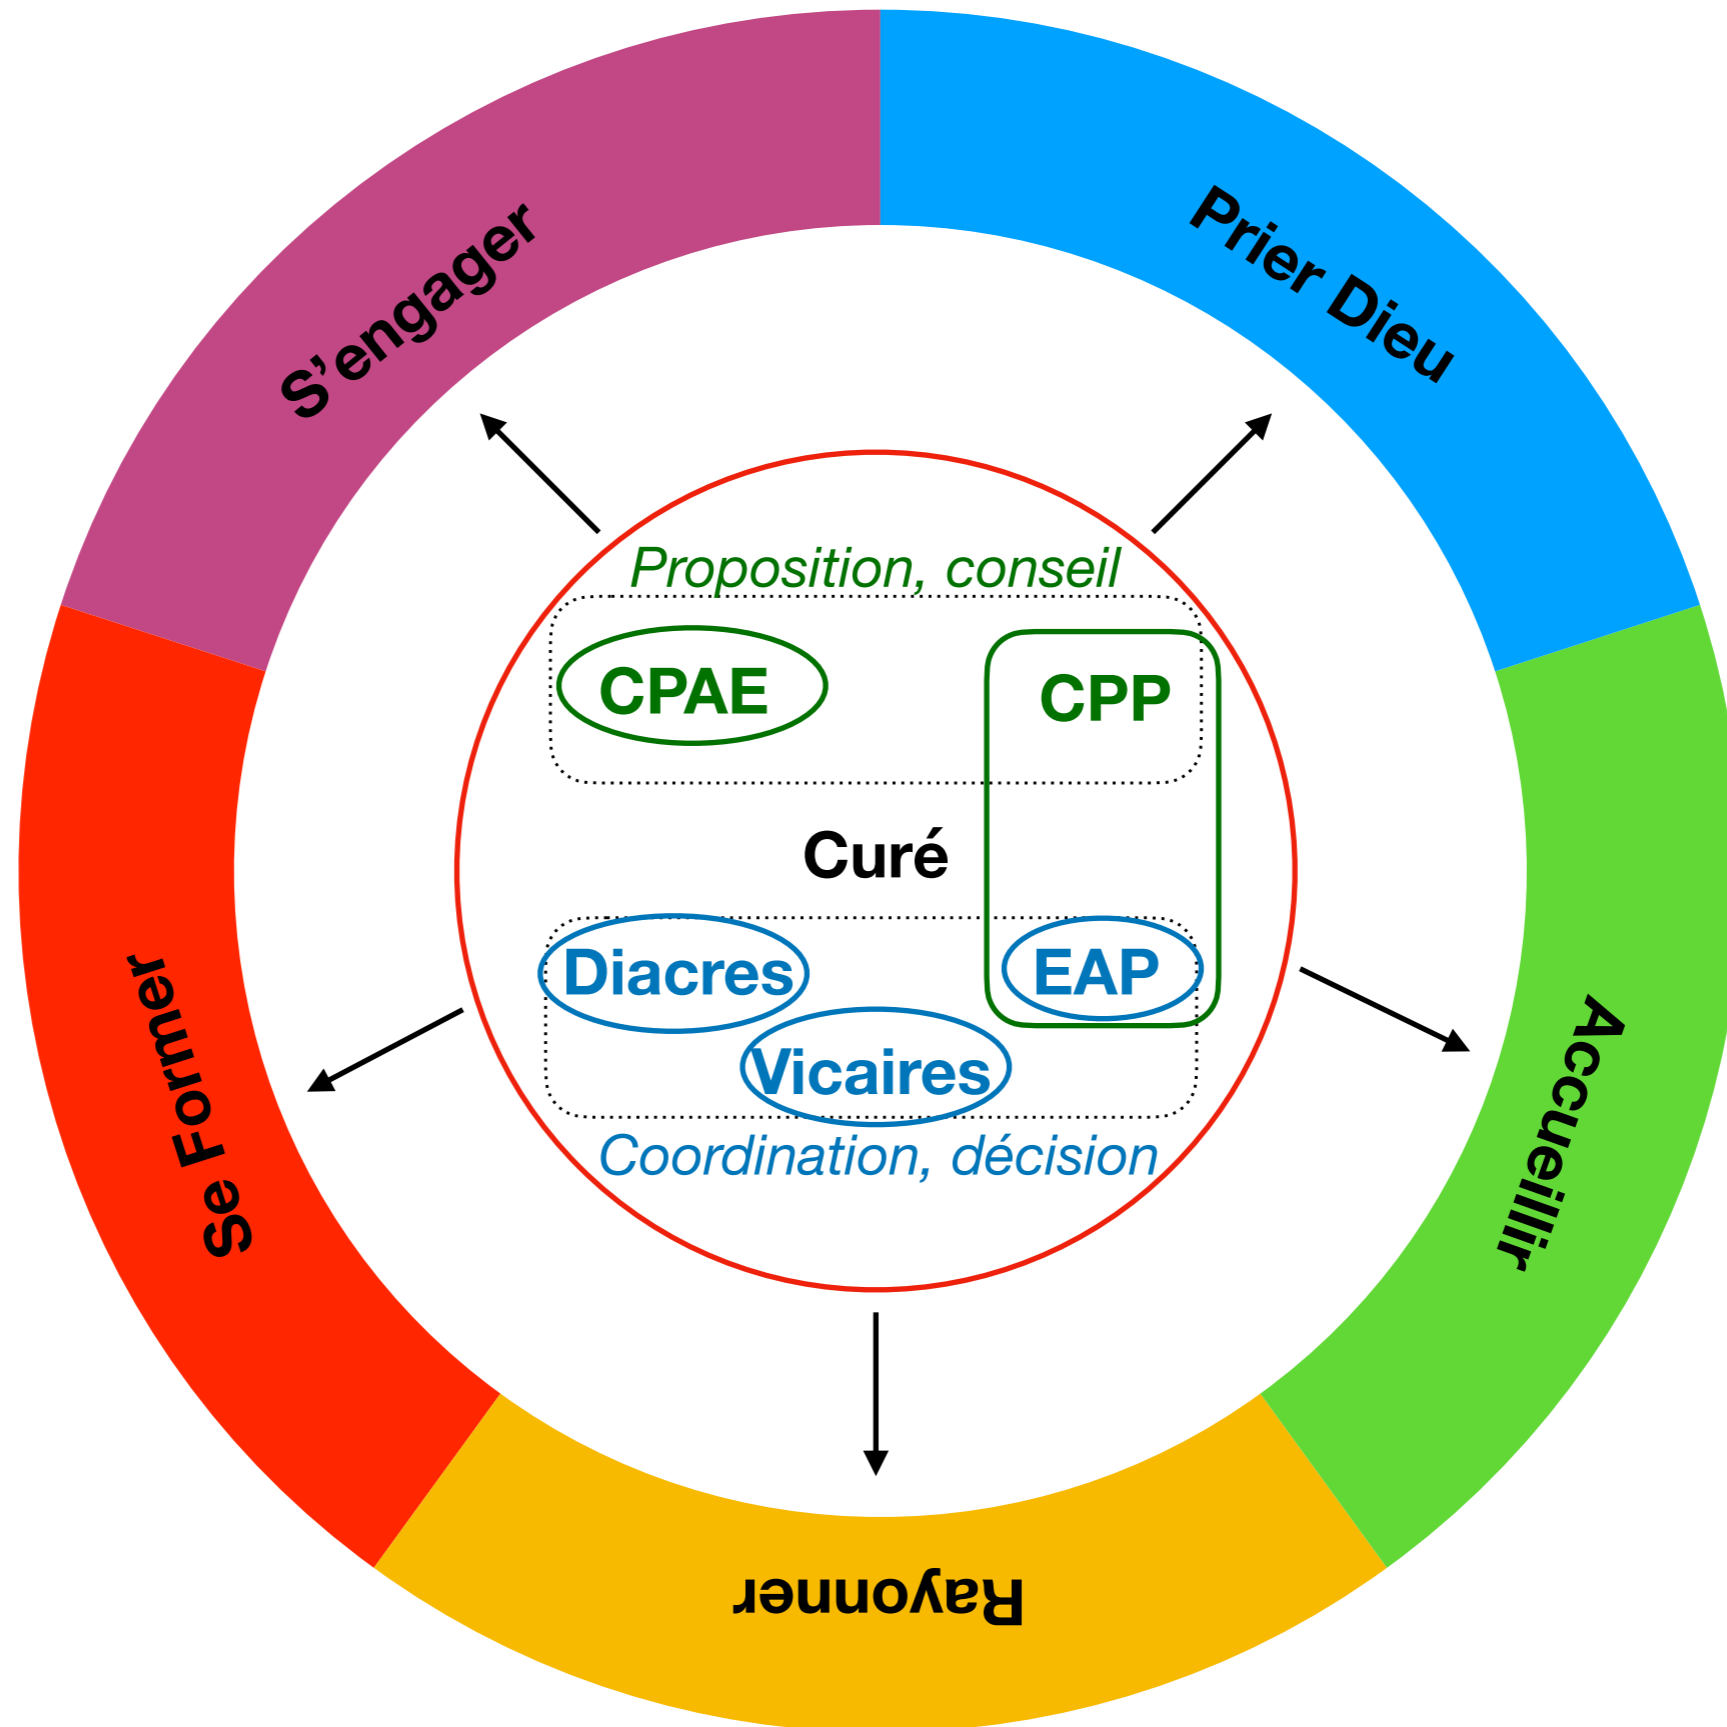 S’engager
Prier Dieu
Proposition, conseil
CPAE
CPP
Curé
Diacres
EAP
Vicaires
Coordination, décision
Se Former
Accueillir
Rayonner